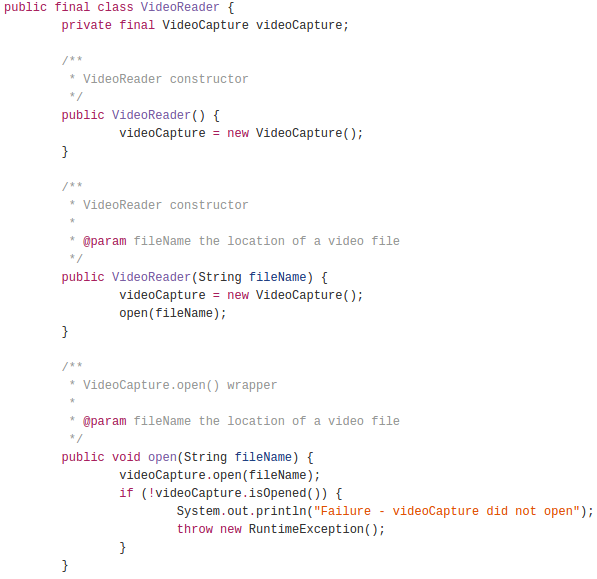 public final class VideoReader {
        private final VideoCapture videoCapture;

        /**
         * VideoReader constructor
         */
        public VideoReader() {
                videoCapture = new VideoCapture();
        }

        /**
         * VideoReader constructor
         *
         * @param fileName the location of a video file
         */
        public VideoReader(String fileName) {
                videoCapture = new VideoCapture();
                open(fileName);
        }

        /**
         * VideoCapture.open() wrapper
         *
         * @param fileName the location of a video file
         */
        public void open(String fileName) {
                videoCapture.open(fileName);
                if (!videoCapture.isOpened()) {
                        System.out.println("Failure - videoCapture did not open");
                        throw new RuntimeException();
                }
        }